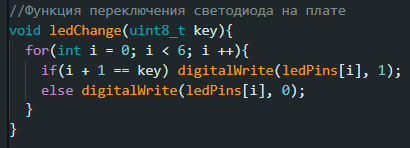 //Функция переключения светодиода на плате
void ledChange(uint8_t key){
  for(int i = 0; i < 6; i ++){
    if(i + 1 == key) digitalWrite(ledPins[i], 1);
    else digitalWrite(ledPins[i], 0);
  }
}